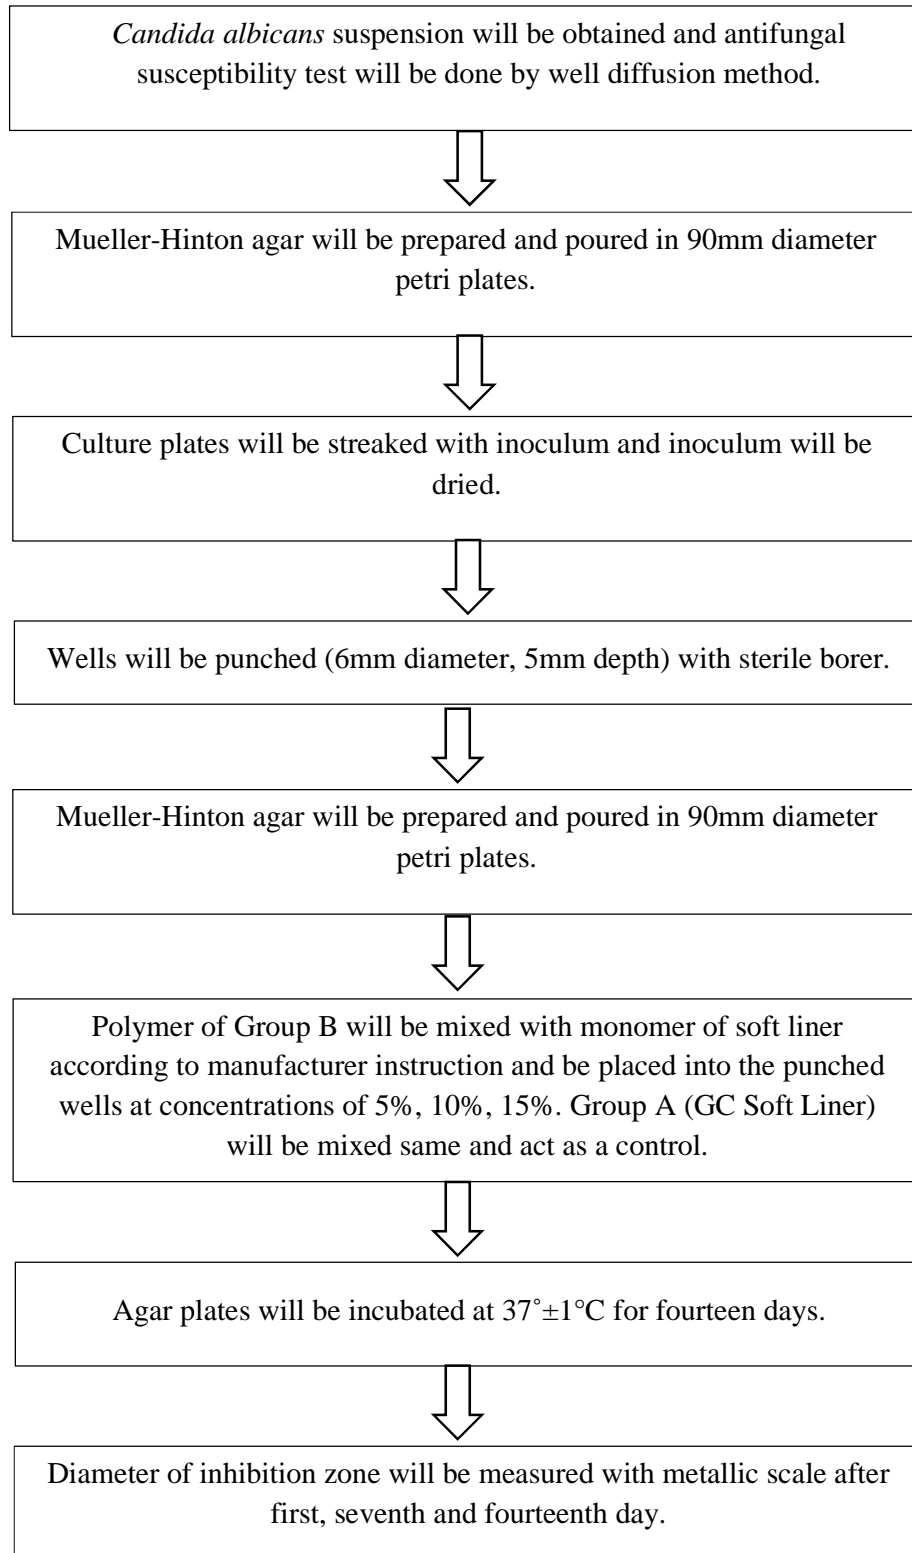 Candida albicans suspension will be obtained and antifungal
susceptibility test will be done by well diffusion method.
Mueller-Hinton agar will be prepared and poured in 90mm diameter
petri plates.
Culture plates will be streaked with inoculum and inoculum will be
dried.
Wells will be punched (6mm diameter, 5mm depth) with sterile borer.
Mueller-Hinton agar will be prepared and poured in 90mm diameter
petri plates.
Polymer of Group B will be mixed with monomer of soft liner
according to manufacturer instruction and be placed into the punched
wells at concentrations of 5%, 10%, 15%. Group A (GC Soft Liner)
will be mixed same and act as a control.
Agar plates will be incubated at 37˚±1°C for fourteen days.
Diameter of inhibition zone will be measured with metallic scale after
first, seventh and fourteenth day.